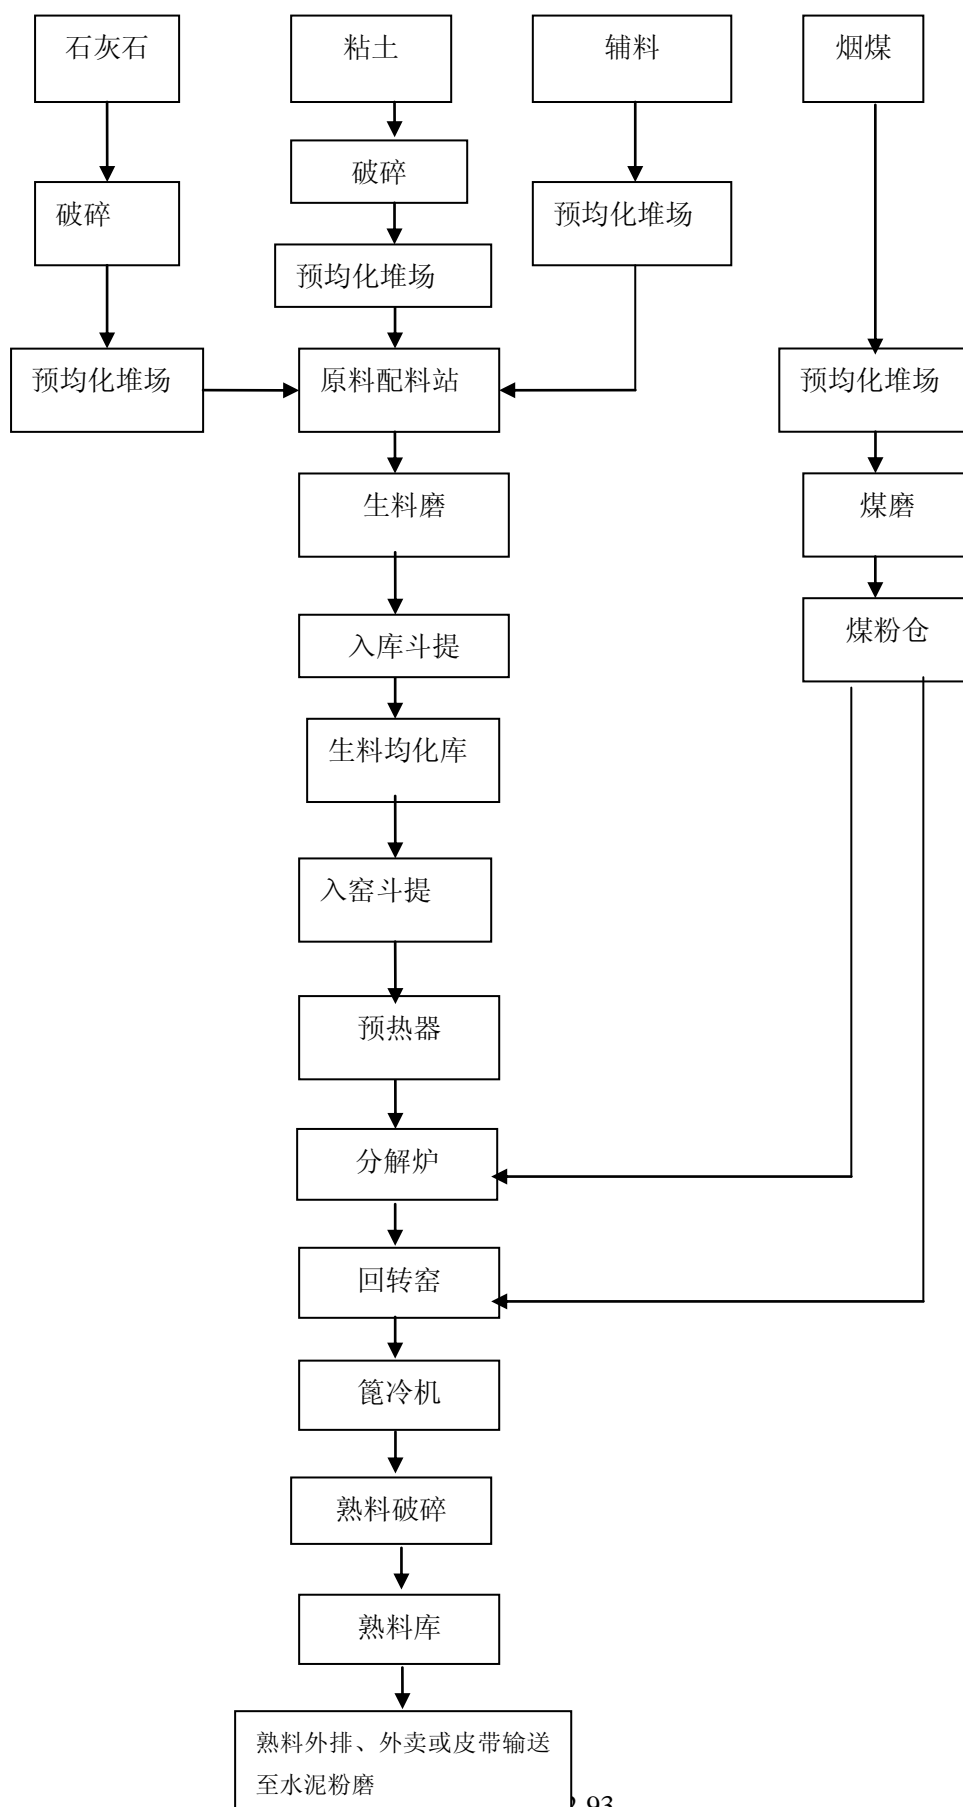 石灰石
粘土
辅料
烟煤
破碎
破碎
预均化堆场
预均化堆场
预均化堆场
原料配料站
预均化堆场
生料磨
煤磨
入库斗提
煤粉仓
生料均化库
入窑斗提
预热器
分解炉
回转窑
篦冷机
熟料破碎
熟料库
熟料外排、外卖或皮带输送
至水泥粉磨
93